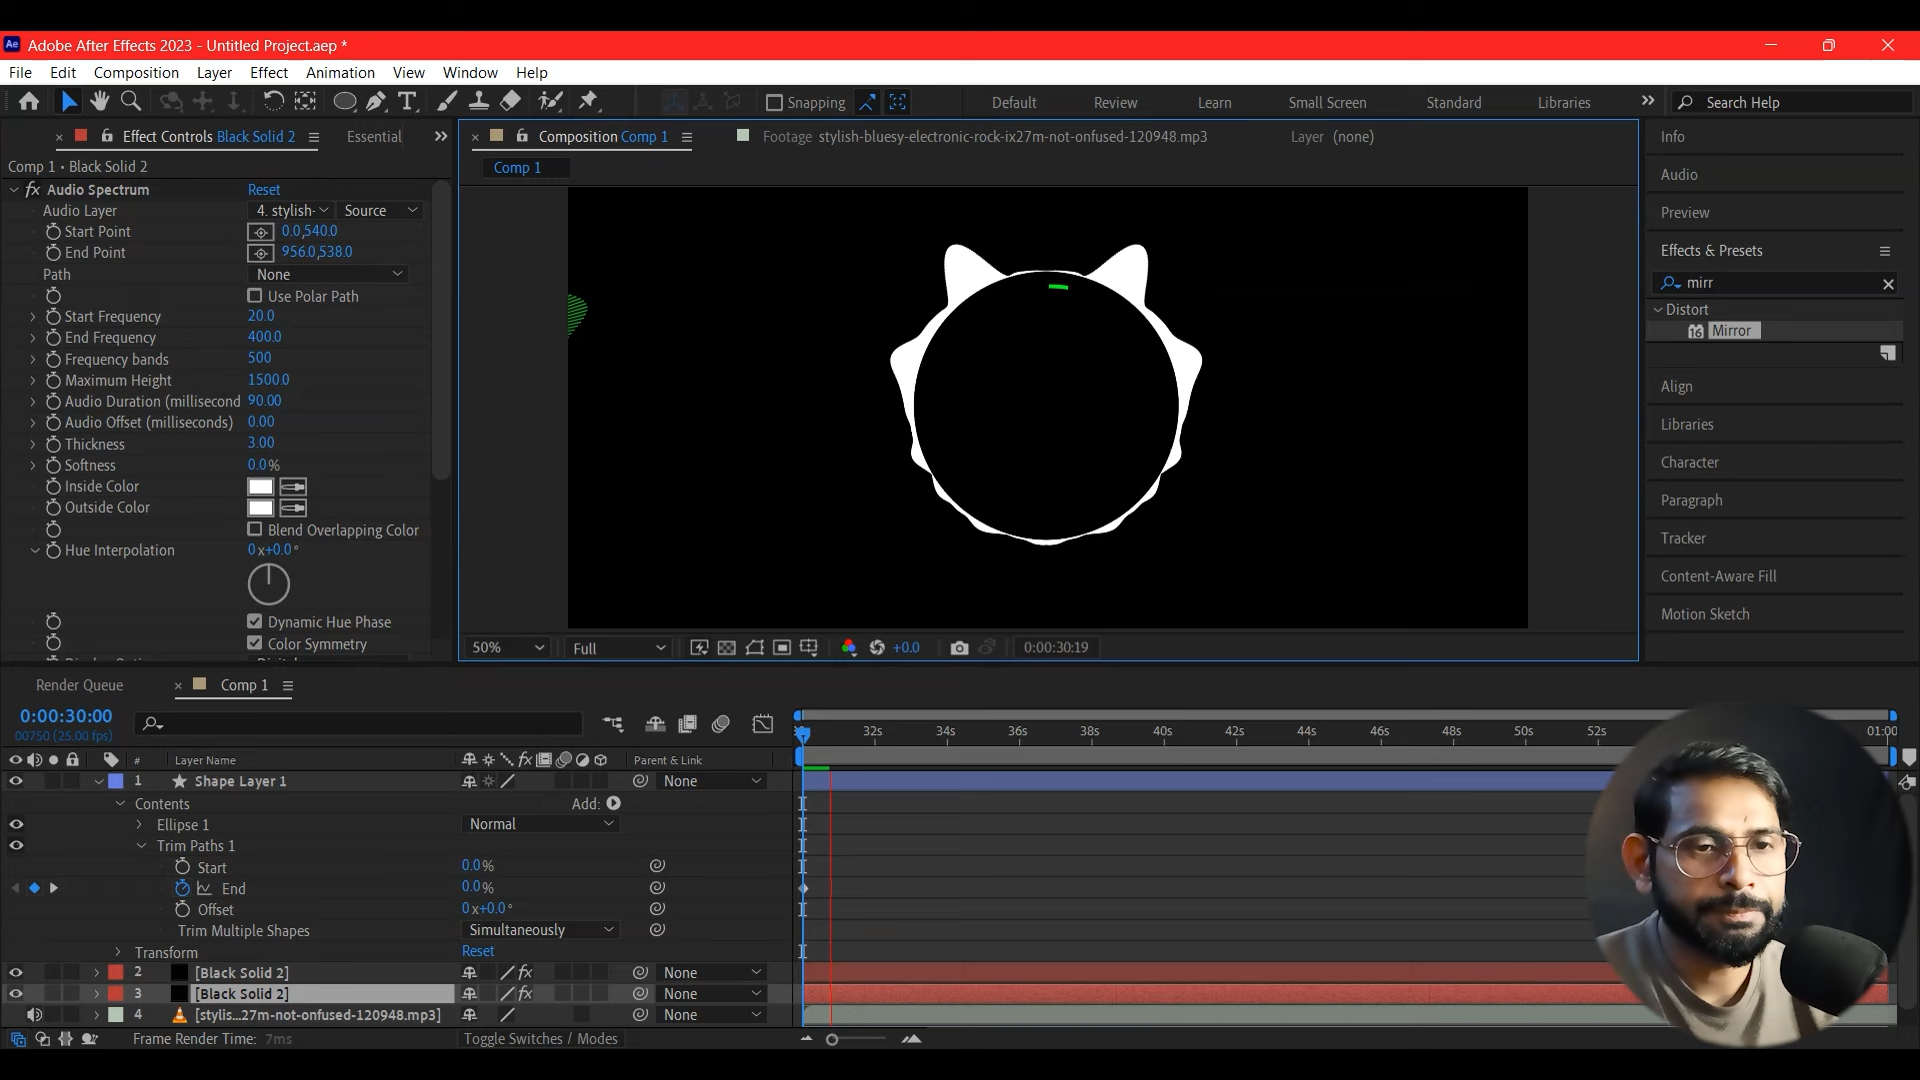 Ae Adobe After Effects 2023 - Untitled Project.aep *
File Edit Composition Layer Effect Animation View Window Help
Snapping Default Review Learn Small Screen Standard Libraries Search Help
Effect Controls Black Solid 2 Essential
Comp 1 • Black Solid 2
fx Audio Spectrum Reset
Audio Layer 4. stylish- Source
Start Point 0.0,540.0
End Point 956.0,538.0
Path None
Use Polar Path
Start Frequency 20.0
End Frequency 400.0
Frequency bands 500
Maximum Height 1500.0
Audio Duration (millisecond 90.00
Audio Offset (milliseconds) 0.00
Thickness 3.00
Softness 0.0%
Inside Color
Outside Color
Blend Overlapping Color
Hue Interpolation 0x+0.0°
Dynamic Hue Phase
Color Symmetry
Composition Comp 1 Footage stylish-bluesy-electronic-rock-ix27m-not-onfused-120948.mp3 Layer (none)
Comp 1
50% Full +0.0 0:00:30:19
Info
Audio
Preview
Effects & Presets
mirr
Distort
16 Mirror
Align
Libraries
Character
Paragraph
Tracker
Content-Aware Fill
Motion Sketch
Render Queue Comp 1
0:00:30:00
00750 (25.00 fps)
32s 34s 36s 38s 40s 42s 44s 46s 48s 50s 52s 01:00
# Layer Name fx Parent & Link
1 Shape Layer 1 None
Contents Add:
Ellipse 1 Normal
Trim Paths 1
Start 0.0%
End 0.0%
Offset 0x+0.0°
Trim Multiple Shapes Simultaneously
Transform Reset
2 [Black Solid 2] fx None
3 [Black Solid 2] fx None
4 [stylis...27m-not-onfused-120948.mp3] None
Frame Render Time: 7ms Toggle Switches / Modes